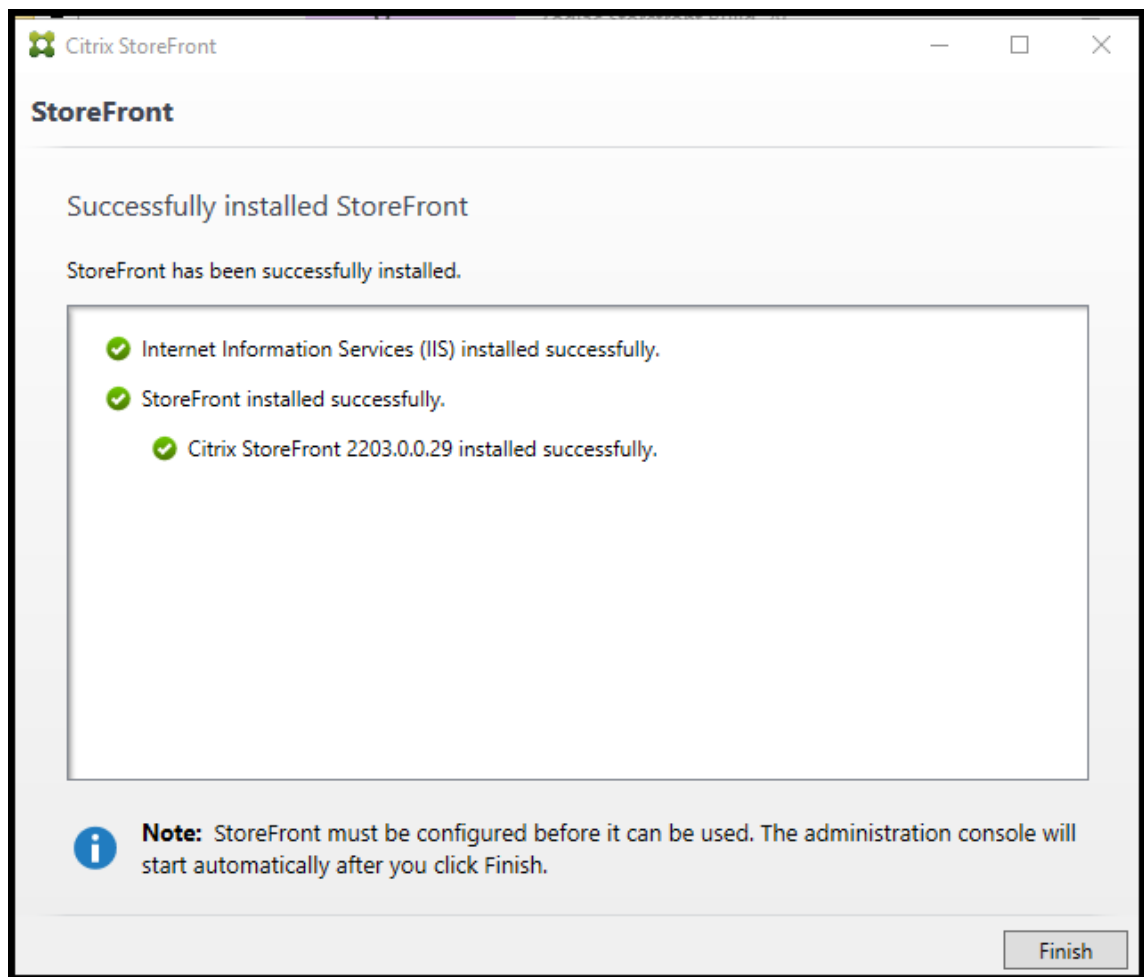 Citrix StoreFront
StoreFront
Successfully installed StoreFront
StoreFront has been successfully installed.
Internet Information Services (IIS) installed successfully.
StoreFront installed successfully.
Citrix StoreFront 2203.0.0.29 installed successfully.
Note: StoreFront must be configured before it can be used. The administration console will
start automatically after you click Finish.
Finish